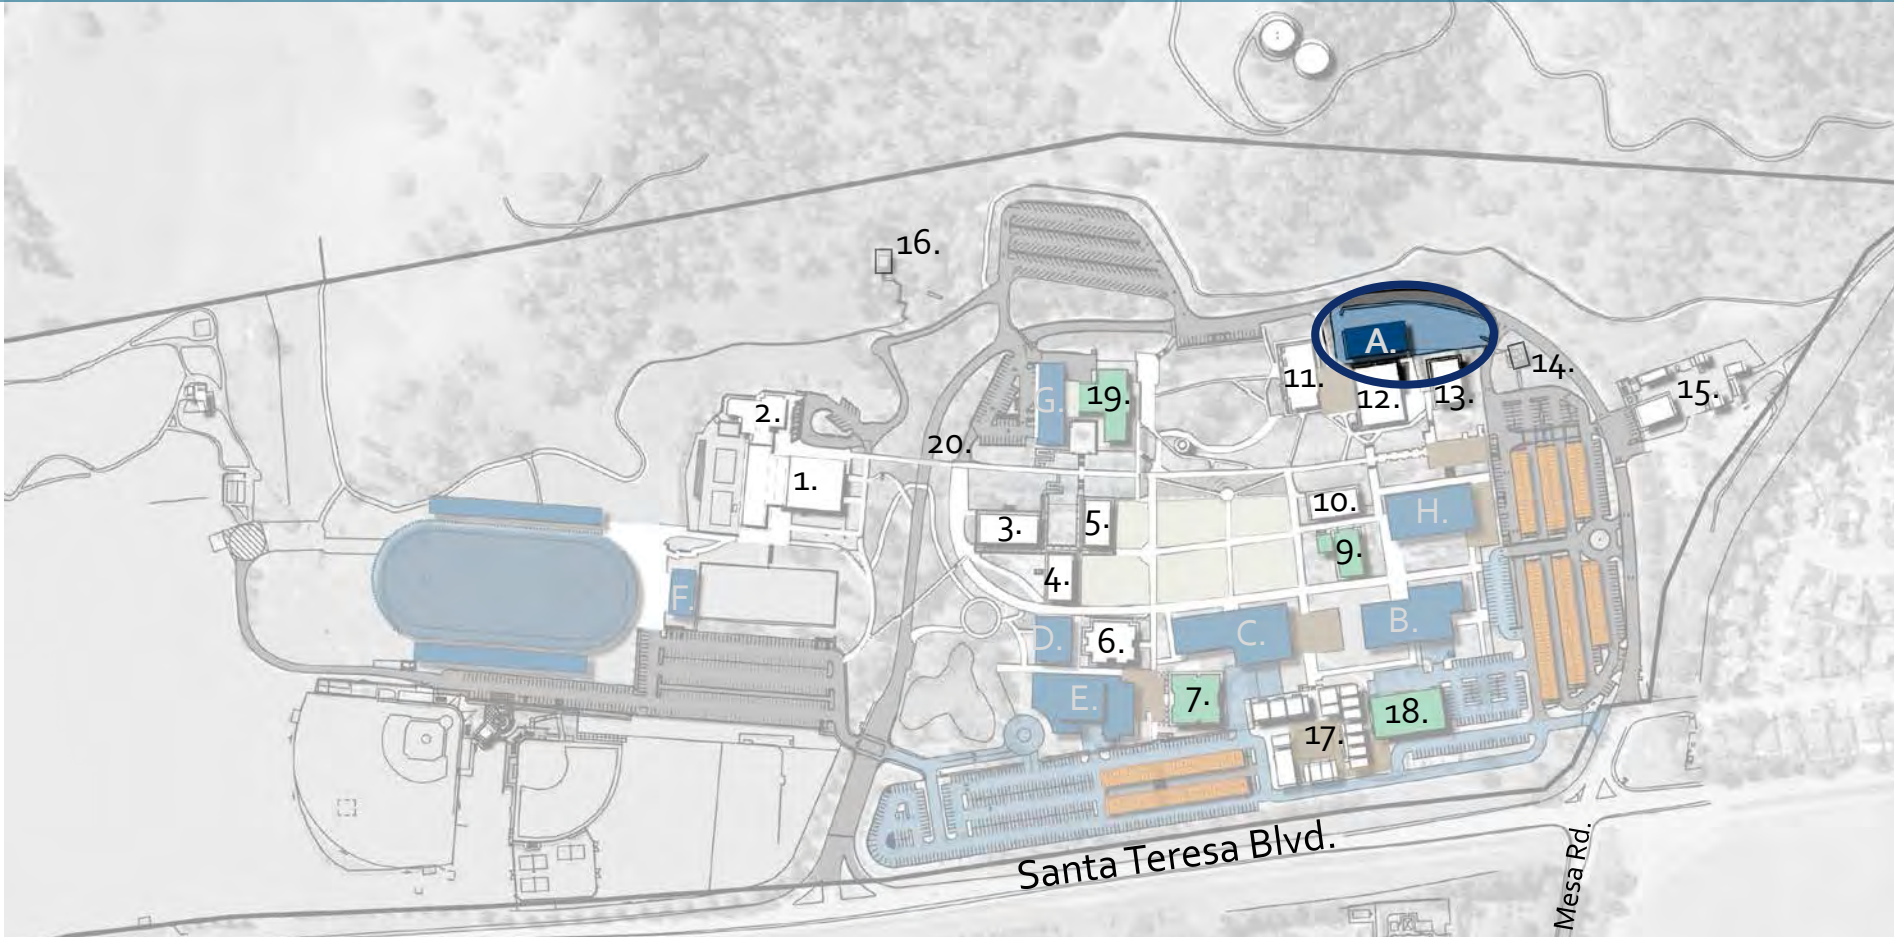 16.
A.
14.
11.
15.
G.
19.
12.
13.
2.
20.
1.
10.
H.
3.
5.
9.
4.
F.
D.
6.
C.
B.
E.
7.
18.
17.
Santa Teresa Blvd.
Mesa Rd.